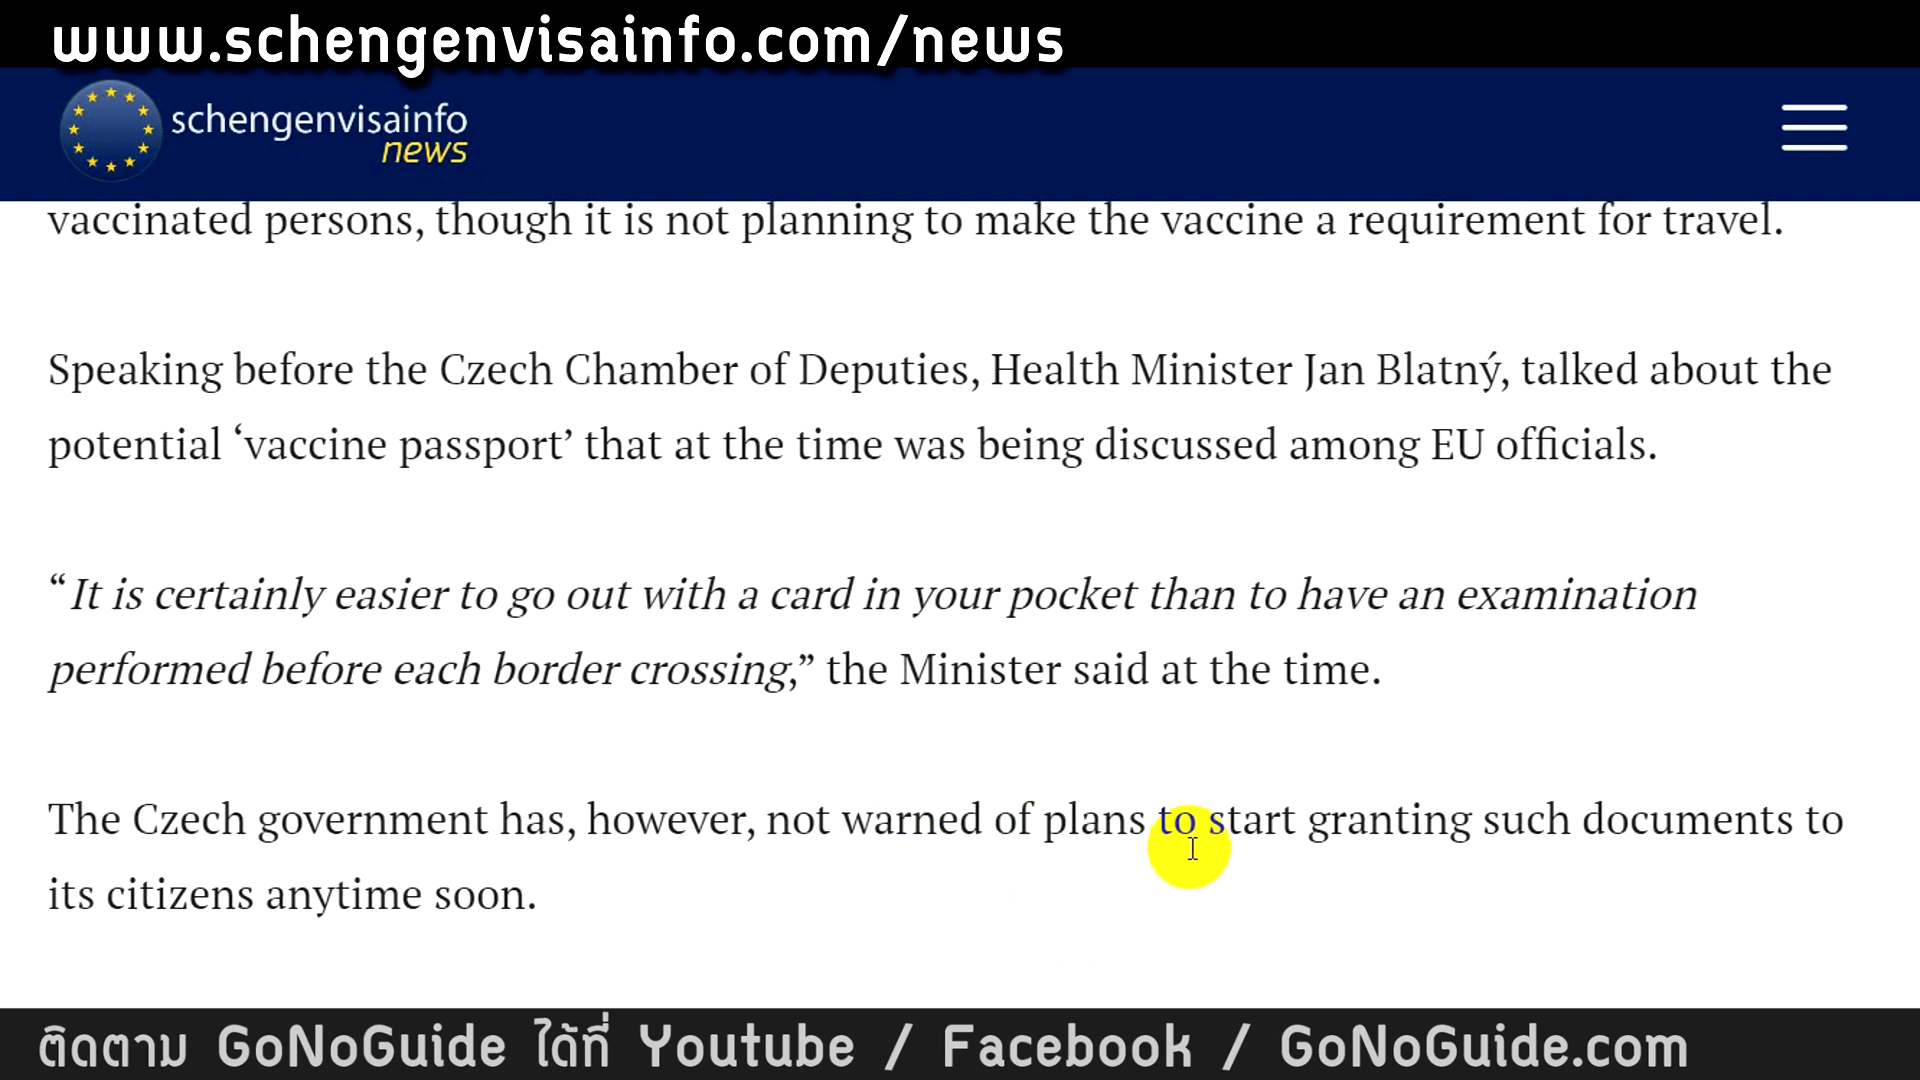 www.schengenvisainfo.com/news
schengenvisainfo
news
vaccinated persons, though it is not planning to make the vaccine a requirement for travel.
Speaking before the Czech Chamber of Deputies, Health Minister Jan Blatný, talked about the
potential ‘vaccine passport’ that at the time was being discussed among EU officials.
“It is certainly easier to go out with a card in your pocket than to have an examination
performed before each border crossing,” the Minister said at the time.
The Czech government has, however, not warned of plans to start granting such documents to
its citizens anytime soon.
ติดตาม GoNoGuide ได้ที่ Youtube / Facebook / GoNoGuide.com